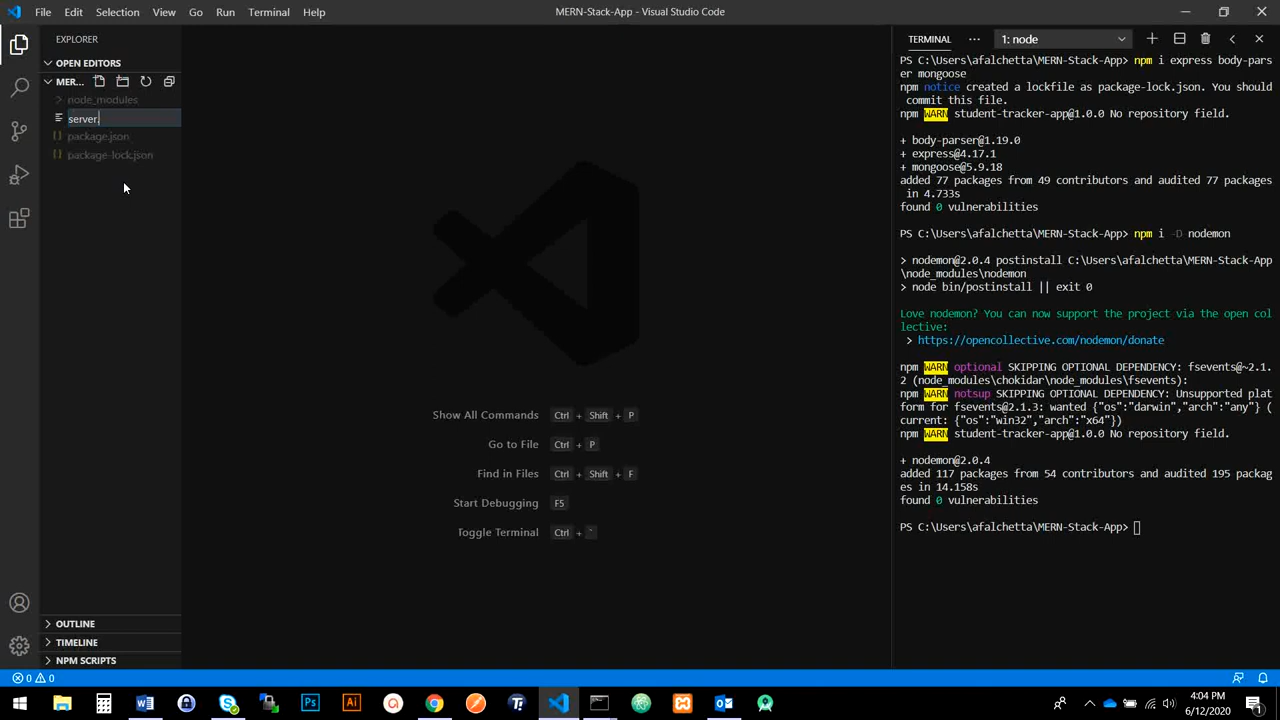 File Edit Selection View Go Run Terminal Help
MERN-Stack-App - Visual Studio Code
EXPLORER
OPEN EDITORS
MER...
node_modules
server.
package.json
package-lock.json
OUTLINE
TIMELINE
NPM SCRIPTS
Show All Commands Ctrl + Shift + P
Go to File Ctrl + P
Find in Files Ctrl + Shift + F
Start Debugging F5
Toggle Terminal Ctrl + `
TERMINAL ... 1: node
PS C:\Users\afalchetta\MERN-Stack-App> npm i express body-pars
er mongoose
npm notice created a lockfile as package-lock.json. You should
commit this file.
npm WARN student-tracker-app@1.0.0 No repository field.
+ body-parser@1.19.0
+ express@4.17.1
+ mongoose@5.9.18
added 77 packages from 49 contributors and audited 77 packages
in 4.733s
found 0 vulnerabilities
PS C:\Users\afalchetta\MERN-Stack-App> npm i -D nodemon
> nodemon@2.0.4 postinstall C:\Users\afalchetta\MERN-Stack-App
\node_modules\nodemon
> node bin/postinstall || exit 0
Love nodemon? You can now support the project via the open col
lective:
> https://opencollective.com/nodemon/donate
npm WARN optional SKIPPING OPTIONAL DEPENDENCY: fsevents@~2.1.
2 (node_modules\chokidar\node_modules\fsevents):
npm WARN notsup SKIPPING OPTIONAL DEPENDENCY: Unsupported plat
form for fsevents@2.1.3: wanted {"os":"darwin","arch":"any"} (
current: {"os":"win32","arch":"x64"})
npm WARN student-tracker-app@1.0.0 No repository field.
+ nodemon@2.0.4
added 117 packages from 54 contributors and audited 195 packag
es in 14.158s
found 0 vulnerabilities
PS C:\Users\afalchetta\MERN-Stack-App>
0 0
Ps Ai
4:04 PM
6/12/2020
1